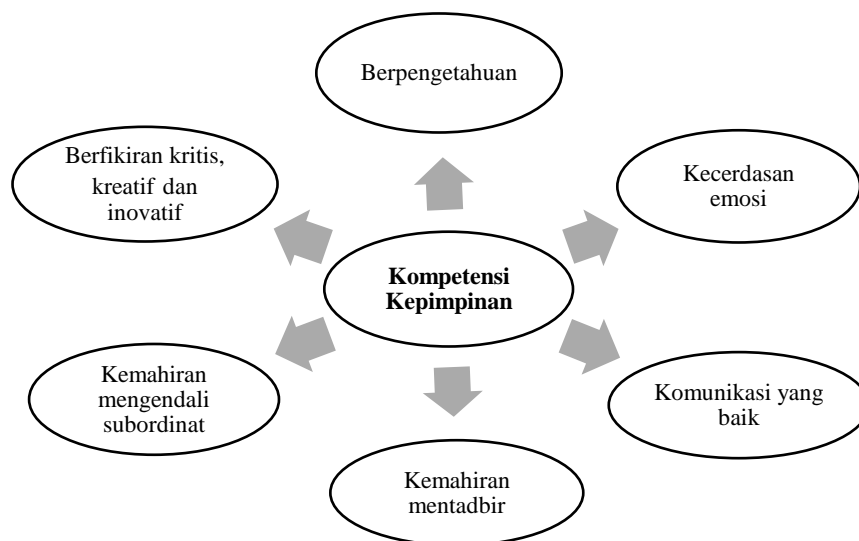 Berpengetahuan
Berfikiran kritis,
kreatif dan
inovatif
Kecerdasan
emosi
Kompetensi
Kepimpinan
Kemahiran
mengendali
subordinat
Komunikasi yang
baik
Kemahiran
mentadbir